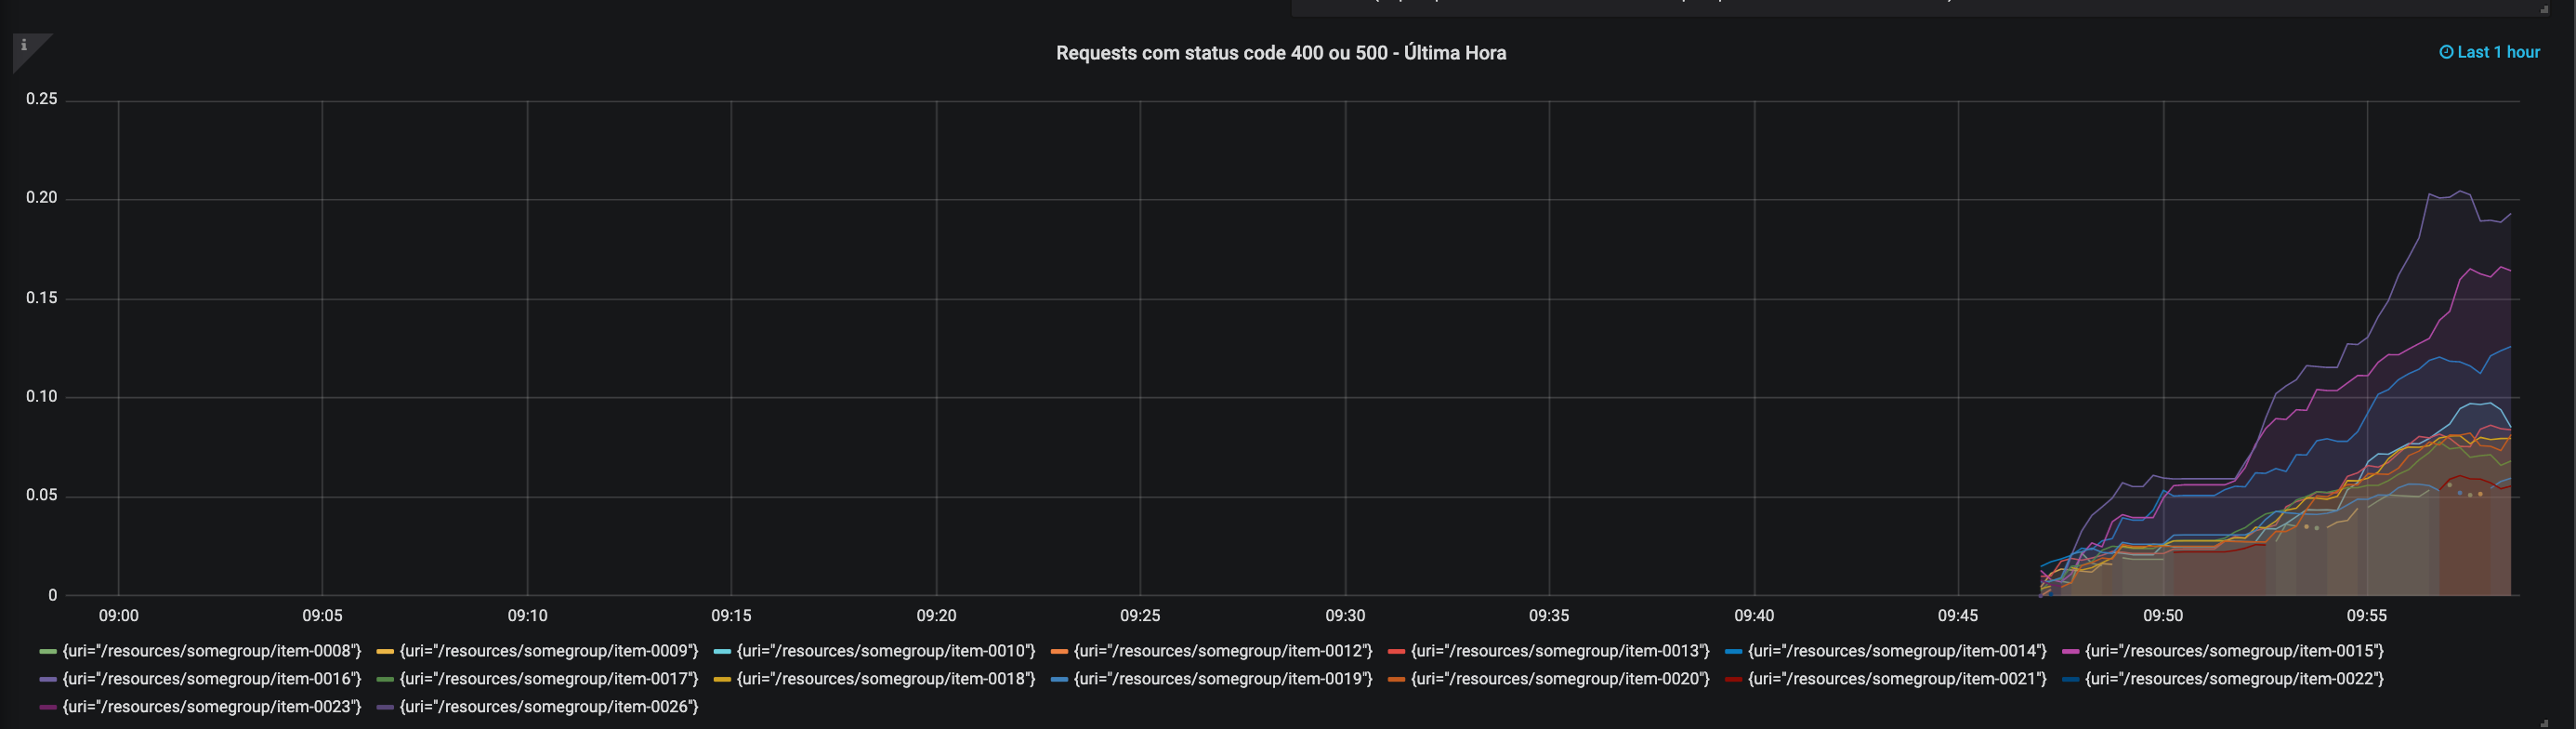 Requests com status code 400 ou 500 - Última Hora
Last 1 hour
0.25
0.20
0.15
0.10
0.05
0
09:00 09:05 09:10 09:15 09:20 09:25 09:30 09:35 09:40 09:45 09:50 09:55
{uri="/resources/somegroup/item-0008"} {uri="/resources/somegroup/item-0009"} {uri="/resources/somegroup/item-0010"} {uri="/resources/somegroup/item-0012"} {uri="/resources/somegroup/item-0013"} {uri="/resources/somegroup/item-0014"} {uri="/resources/somegroup/item-0015"}
{uri="/resources/somegroup/item-0016"} {uri="/resources/somegroup/item-0017"} {uri="/resources/somegroup/item-0018"} {uri="/resources/somegroup/item-0019"} {uri="/resources/somegroup/item-0020"} {uri="/resources/somegroup/item-0021"} {uri="/resources/somegroup/item-0022"}
{uri="/resources/somegroup/item-0023"} {uri="/resources/somegroup/item-0026"}